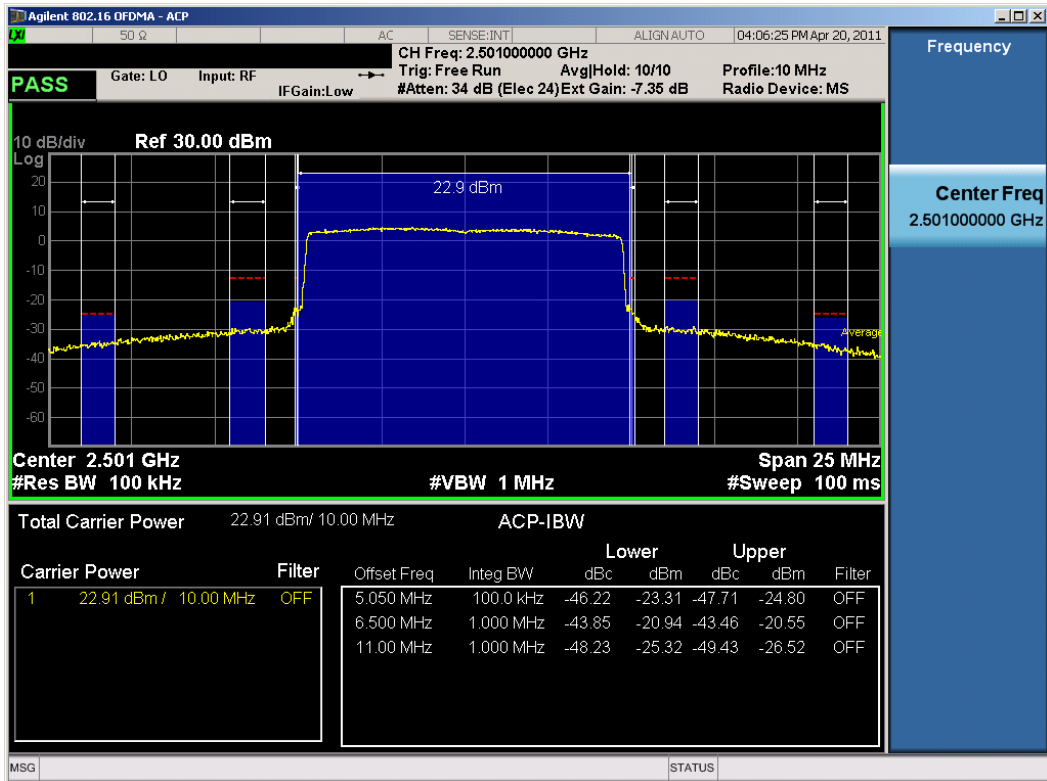 Agilent 802.16 OFDMA - ACP
LXI 50 Ω AC SENSE:INT ALIGN AUTO 04:06:25 PM Apr 20, 2011
CH Freq: 2.501000000 GHz
PASS Gate: LO Input: RF Trig: Free Run Avg|Hold: 10/10 Profile:10 MHz
IFGain:Low #Atten: 34 dB (Elec 24) Ext Gain: -7.35 dB Radio Device: MS
Frequency
Center Freq
2.501000000 GHz
10 dB/div Ref 30.00 dBm
Log
20
10
0
-10
-20
-30
-40
-50
-60
22.9 dBm
Average
Center 2.501 GHz Span 25 MHz
#Res BW 100 kHz #VBW 1 MHz #Sweep 100 ms
Total Carrier Power 22.91 dBm/ 10.00 MHz ACP-IBW
Lower Upper
Carrier Power Filter Offset Freq Integ BW dBc dBm dBc dBm Filter
1 22.91 dBm / 10.00 MHz OFF 5.050 MHz 100.0 kHz -46.22 -23.31 -47.71 -24.80 OFF
6.500 MHz 1.000 MHz -43.85 -20.94 -43.46 -20.55 OFF
11.00 MHz 1.000 MHz -48.23 -25.32 -49.43 -26.52 OFF
MSG STATUS